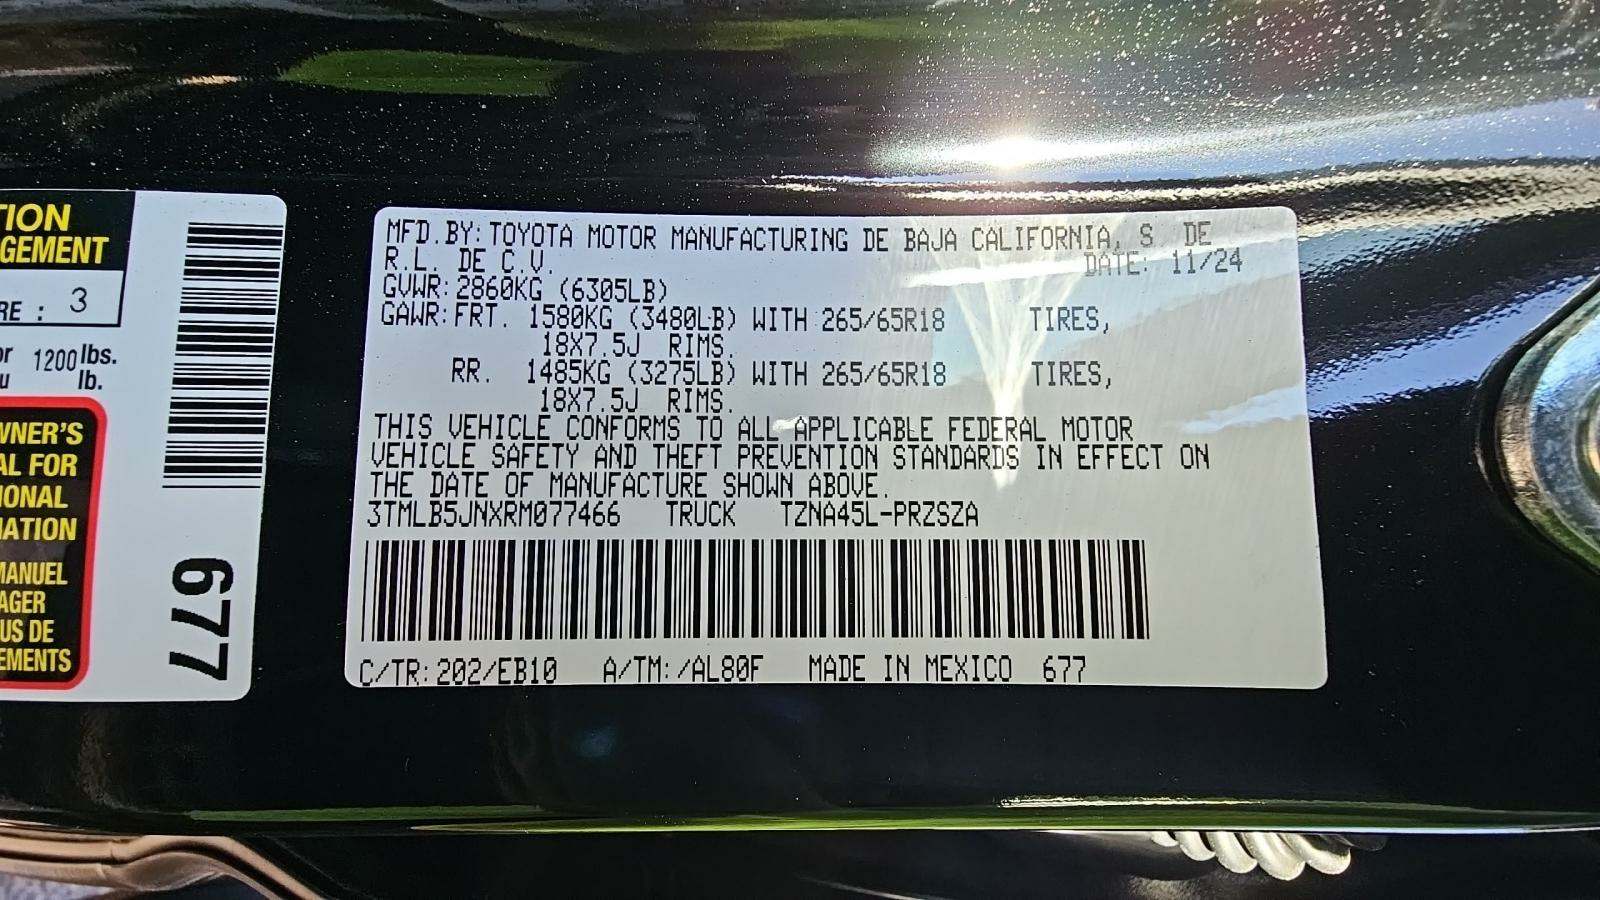 TION
GEMENT
RE : 3
or 1200 lbs.
u lb.
WNER'S
AL FOR
IONAL
MATION
MANUEL
AGER
US DE
EMENTS
677
MFD.BY:TOYOTA MOTOR MANUFACTURING DE BAJA CALIFORNIA, S DE
R.L. DE C.V. DATE: 11/24
GVWR:2860KG (6305LB)
GAWR:FRT. 1580KG (3480LB) WITH 265/65R18 TIRES,
18X7.5J RIMS.
RR. 1485KG (3275LB) WITH 265/65R18 TIRES,
18X7.5J RIMS.
THIS VEHICLE CONFORMS TO ALL APPLICABLE FEDERAL MOTOR
VEHICLE SAFETY AND THEFT PREVENTION STANDARDS IN EFFECT ON
THE DATE OF MANUFACTURE SHOWN ABOVE.
3TMLB5JNXRM077466 TRUCK TZNA45L-PRZSZA
C/TR:202/EB10 A/TM:/AL80F MADE IN MEXICO 677